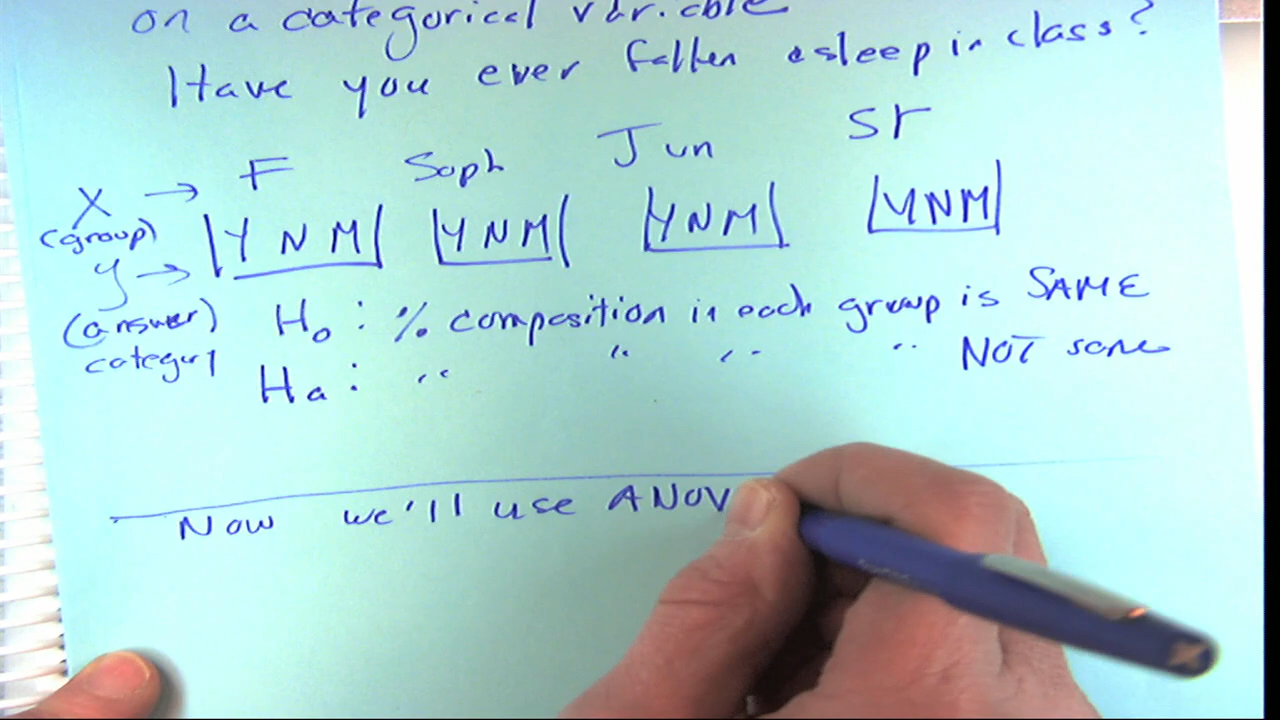 on a categorical variable
Have you ever fallen asleep in class?
F Soph Jun Sr
X →
(group) Y N M Y N M Y N M Y N M
y →
(answer) H₀ : % composition in each group is SAME
categorl
Hₐ : " " " " NOT same
Now we'll use ANOV